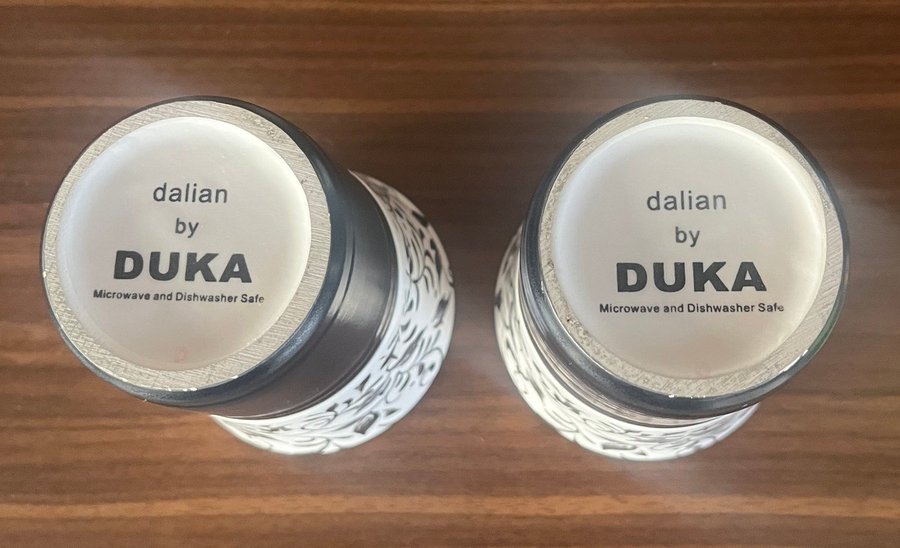 dalian
by
DUKA
Microwave and Dishwasher Safe
dalian
by
DUKA
Microwave and Dishwasher Safe